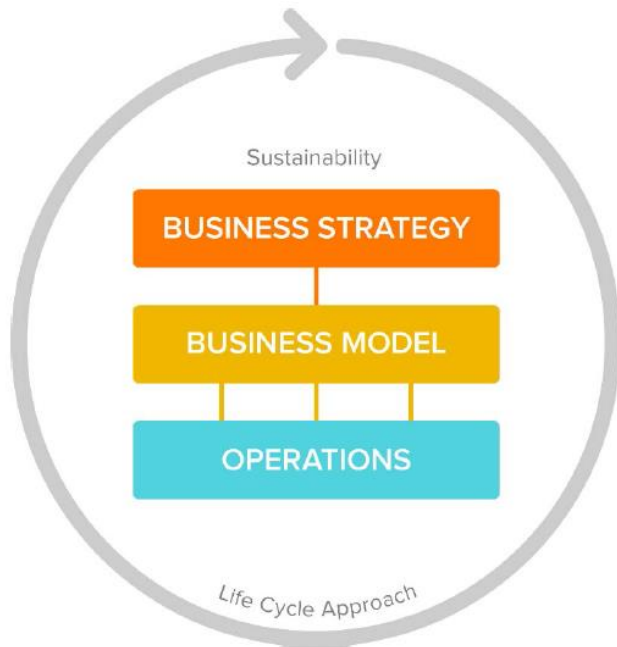 Sustainability
BUSINESS STRATEGY
BUSINESS MODEL
OPERATIONS
Life Cycle Approach